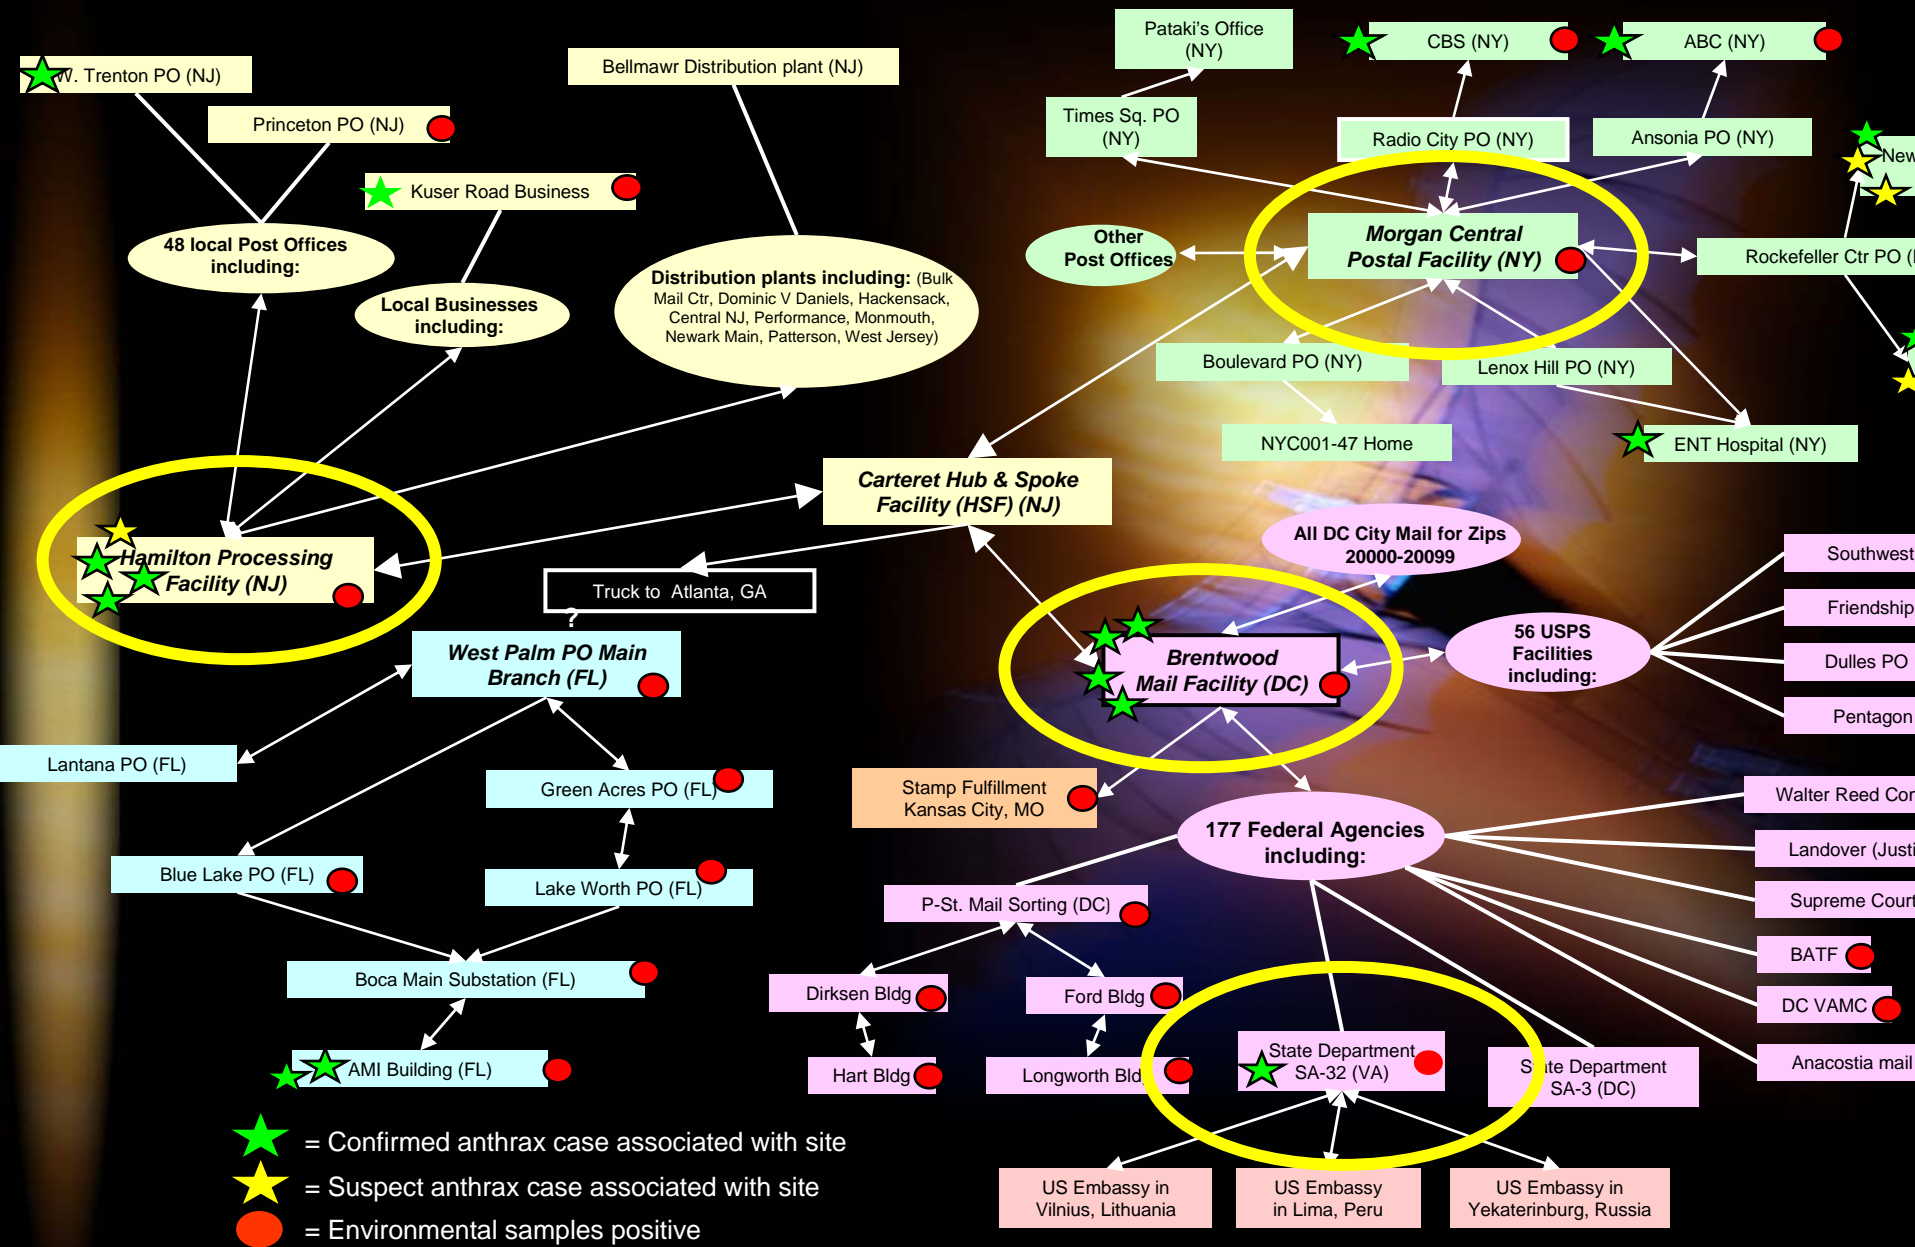 Pataki's Office
(NY)
CBS (NY)
ABC (NY)
W. Trenton PO (NJ)
Bellmawr Distribution plant (NJ)
Princeton PO (NJ)
Times Sq. PO
(NY)
Radio City PO (NY)
Ansonia PO (NY)
New
Kuser Road Business
48 local Post Offices
including:
Other
Post Offices
Morgan Central
Postal Facility (NY)
Rockefeller Ctr PO (
Local Businesses
including:
Distribution plants including: (Bulk
Mail Ctr, Dominic V Daniels, Hackensack,
Central NJ, Performance, Monmouth,
Newark Main, Patterson, West Jersey)
Boulevard PO (NY)
Lenox Hill PO (NY)
NYC001-47 Home
ENT Hospital (NY)
Carteret Hub & Spoke
Facility (HSF) (NJ)
All DC City Mail for Zips
20000-20099
Hamilton Processing
Facility (NJ)
Truck to Atlanta, GA
?
Southwest
Friendship
Dulles PO
Pentagon
56 USPS
Facilities
including:
West Palm PO Main
Branch (FL)
Brentwood
Mail Facility (DC)
Lantana PO (FL)
Green Acres PO (FL)
Stamp Fulfillment
Kansas City, MO
177 Federal Agencies
including:
Walter Reed Cor
Landover (Justi
Supreme Court
BATF
DC VAMC
Anacostia mail
Blue Lake PO (FL)
Lake Worth PO (FL)
P-St. Mail Sorting (DC)
Boca Main Substation (FL)
Dirksen Bldg
Ford Bldg
AMI Building (FL)
Hart Bldg
Longworth Bld
State Department
SA-32 (VA)
State Department
SA-3 (DC)
= Confirmed anthrax case associated with site
= Suspect anthrax case associated with site
= Environmental samples positive
US Embassy in
Vilnius, Lithuania
US Embassy
in Lima, Peru
US Embassy in
Yekaterinburg, Russia